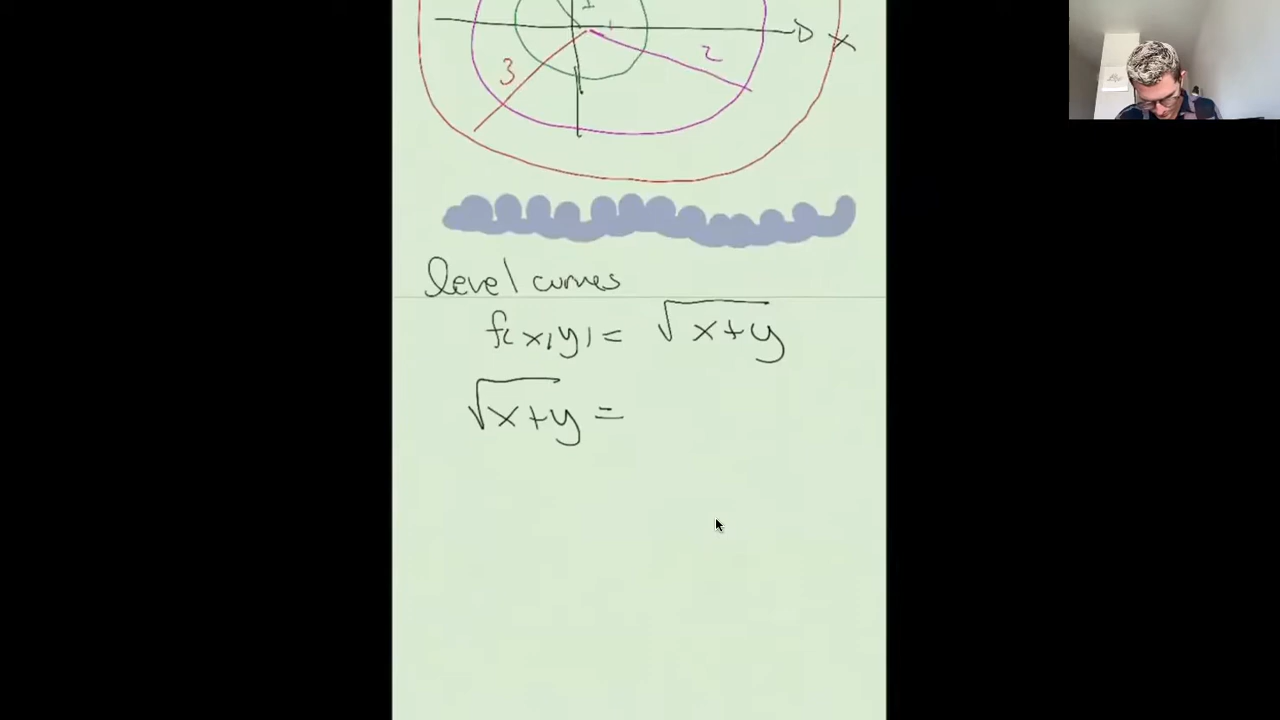 1
x
2
3
level curves
f(x,y) = √x+y
√x+y =